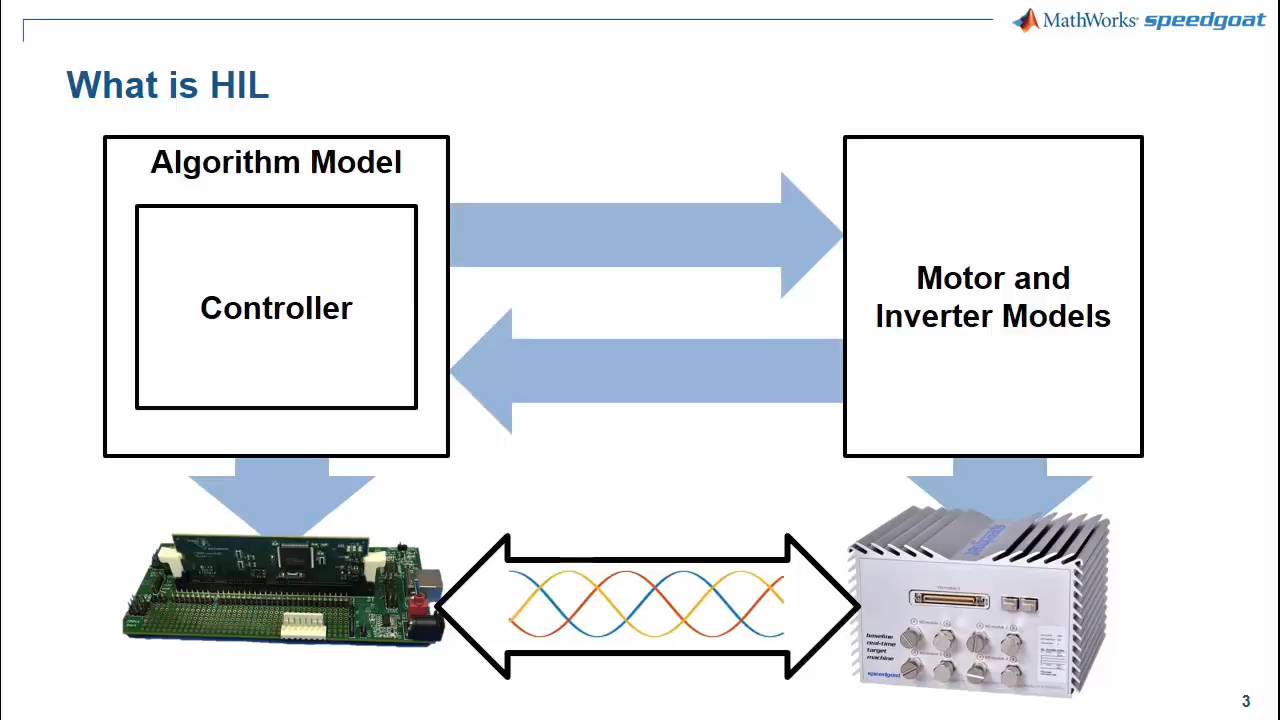 MathWorks® speedgoat
What is HIL
Algorithm Model
Controller
Motor and
Inverter Models
speedgoat
baseline
real-time
target
machine
speedgoat
3